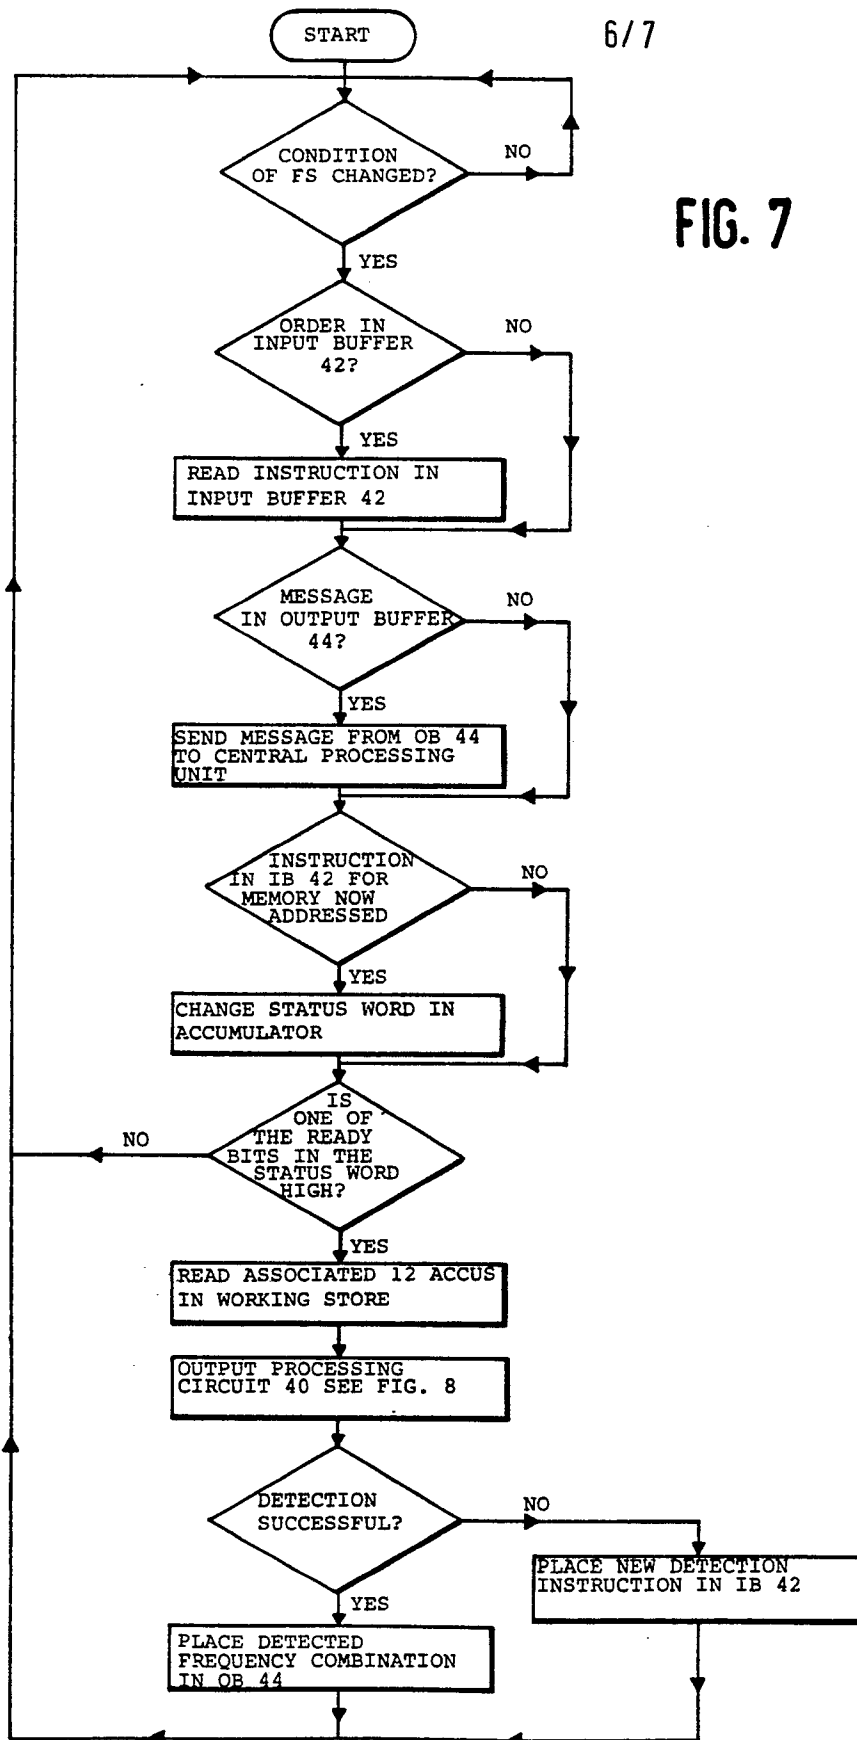 START
6/7
CONDITION
OF FS CHANGED?
NO
FIG. 7
YES
ORDER IN
INPUT BUFFER
42?
NO
YES
READ INSTRUCTION IN
INPUT BUFFER 42
MESSAGE
IN OUTPUT BUFFER
44?
NO
YES
SEND MESSAGE FROM OB 44
TO CENTRAL PROCESSING
UNIT
INSTRUCTION
IN IB 42 FOR
MEMORY NOW
ADDRESSED
NO
YES
CHANGE STATUS WORD IN
ACCUMULATOR
IS
ONE OF
THE READY
BITS IN THE
STATUS WORD
HIGH?
NO
YES
READ ASSOCIATED 12 ACCUS
IN WORKING STORE
OUTPUT PROCESSING
CIRCUIT 40 SEE FIG. 8
DETECTION
SUCCESSFUL?
NO
PLACE NEW DETECTION
INSTRUCTION IN IB 42
YES
PLACE DETECTED
FREQUENCY COMBINATION
IN OB 44